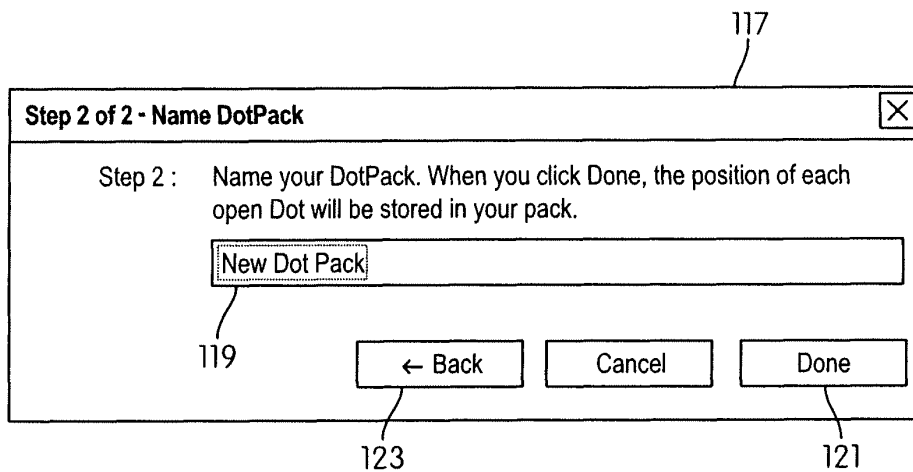 117
Step 2 of 2 - Name DotPack
Step 2 : Name your DotPack. When you click Done, the position of each
open Dot will be stored in your pack.
New Dot Pack
119
← Back Cancel Done
123 121